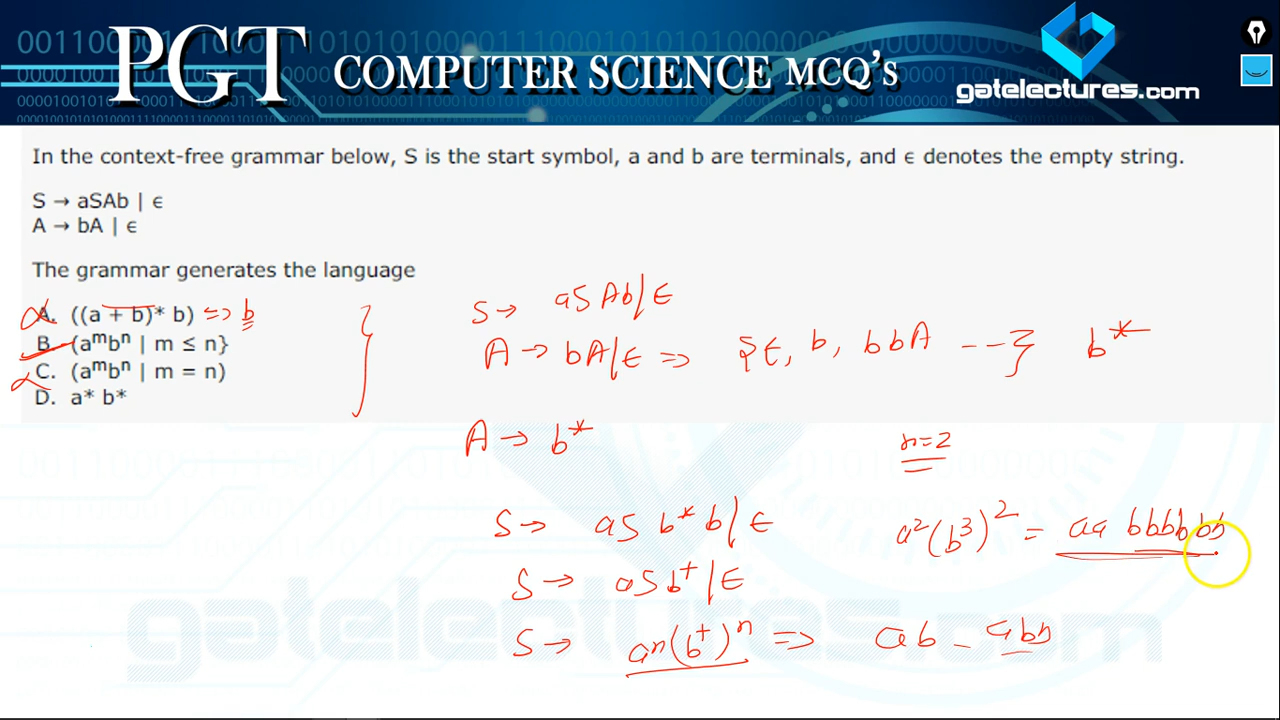 PGT COMPUTER SCIENCE MCQ'S
gatelectures.com
In the context-free grammar below, S is the start symbol, a and b are terminals, and ϵ denotes the empty string.
S → aSAb | ϵ
A → bA | ϵ
The grammar generates the language
A. ((a + b)* b) => b
B. (aᵐbⁿ | m ≤ n}
C. (aᵐbⁿ | m = n)
D. a* b*
S → aSAb/ϵ
A → bA/ϵ => {ϵ, b, bbA --} b*
A → b*
n=2
S → aS b* b/ϵ
a²(b³)² = aa bbbbbb
S → aSb⁺/ϵ
S → aⁿ(b⁺)ⁿ => ab - abb
gatelectures.com